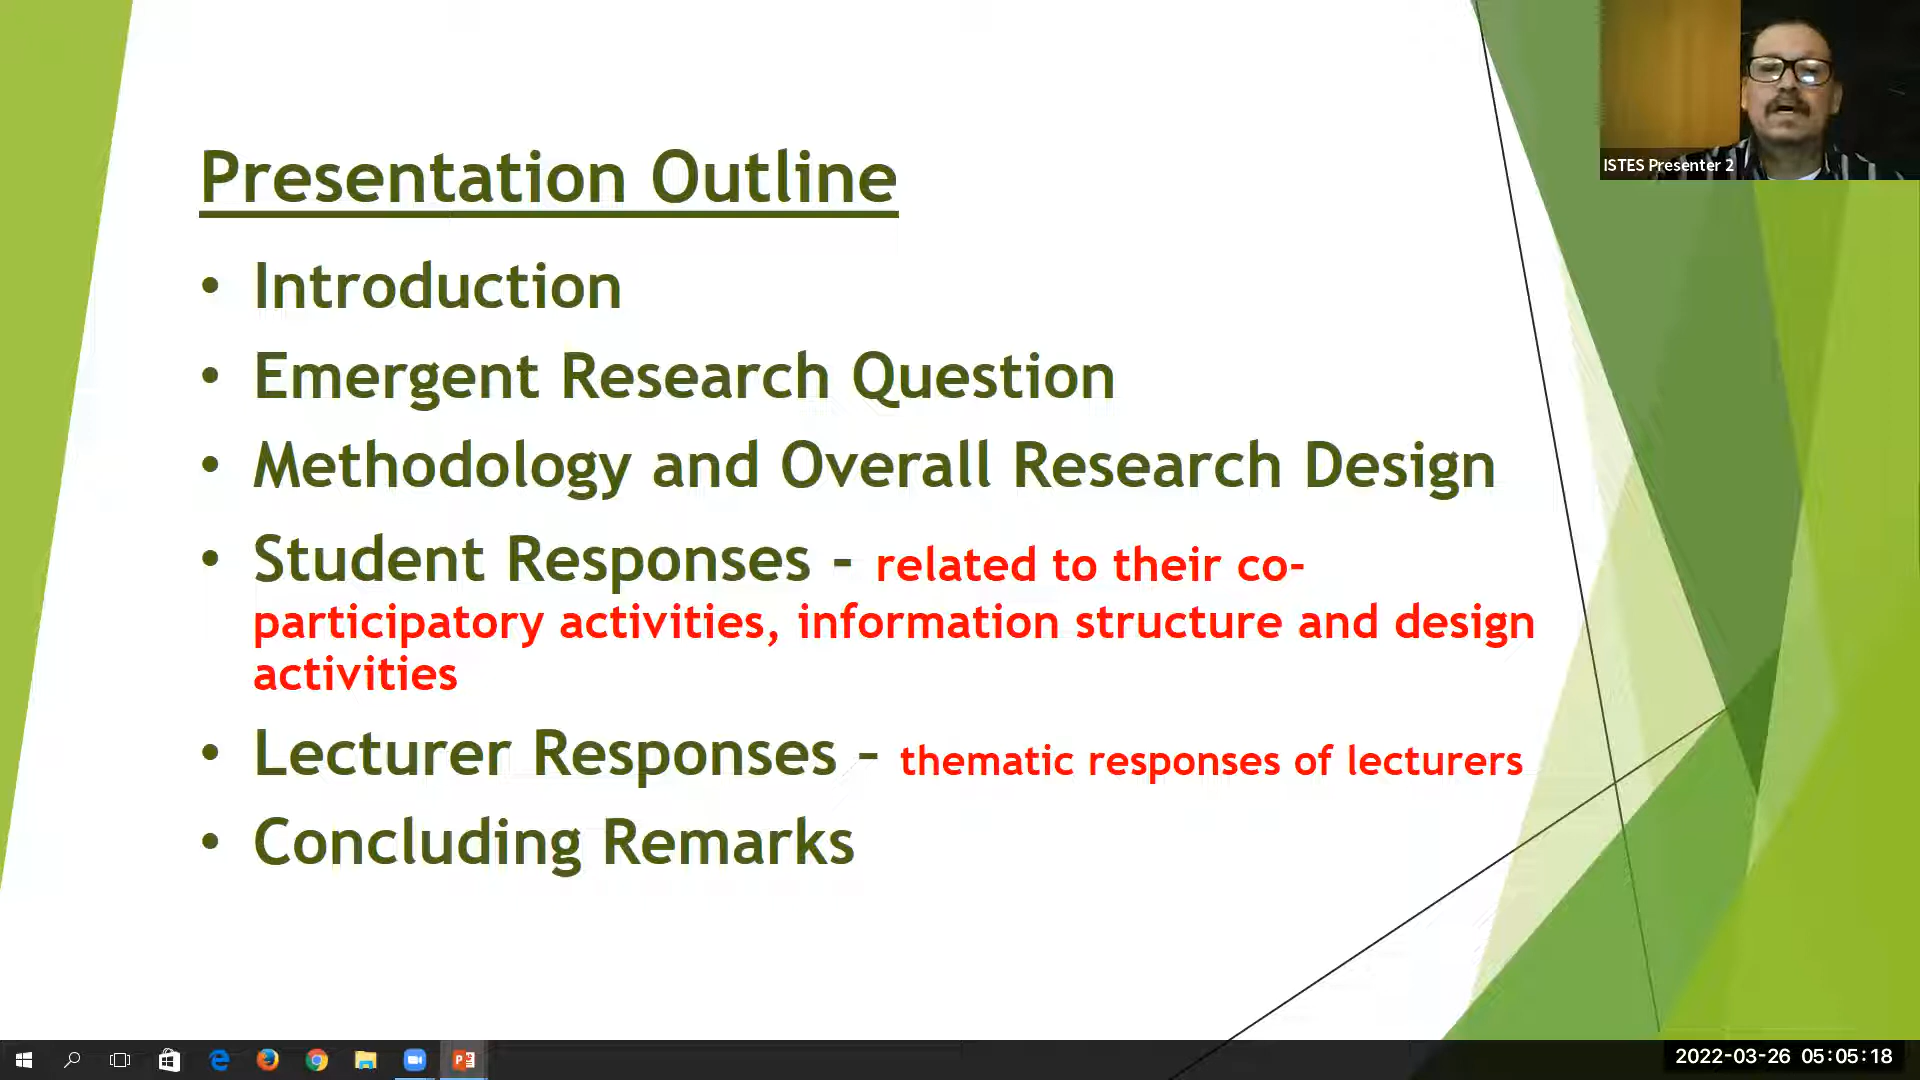 ISTES Presenter 2
Presentation Outline
• Introduction
• Emergent Research Question
• Methodology and Overall Research Design
• Student Responses - related to their co-
participatory activities, information structure and design
activities
• Lecturer Responses – thematic responses of lecturers
• Concluding Remarks
2022-03-26 05:05:18